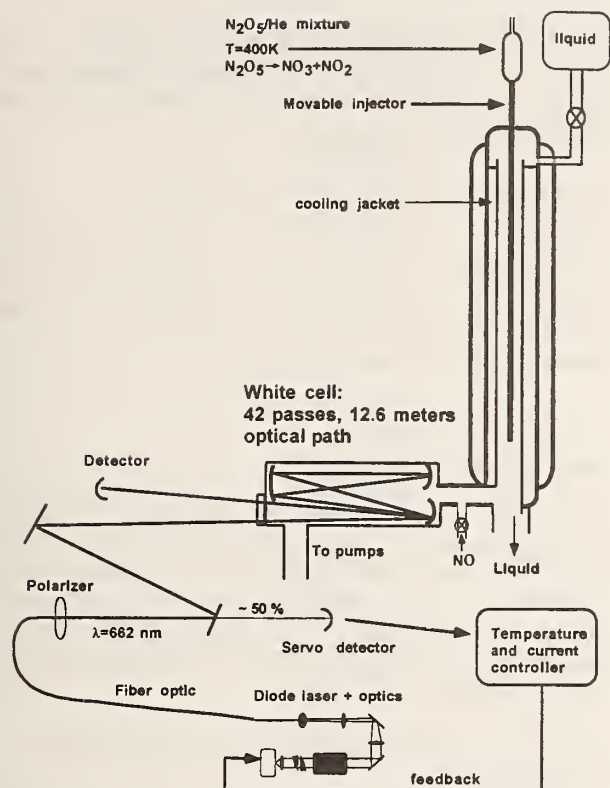 N₂O₅/He mixture
T=400K
N₂O₅→NO₃+NO₂
Movable injector
liquid
cooling jacket
White cell:
42 passes, 12.6 meters
optical path
Detector
To pumps
NO
Liquid
Polarizer
~ 50 %
λ=662 nm
Servo detector
Temperature
and current
controller
Fiber optic
Diode laser + optics
feedback